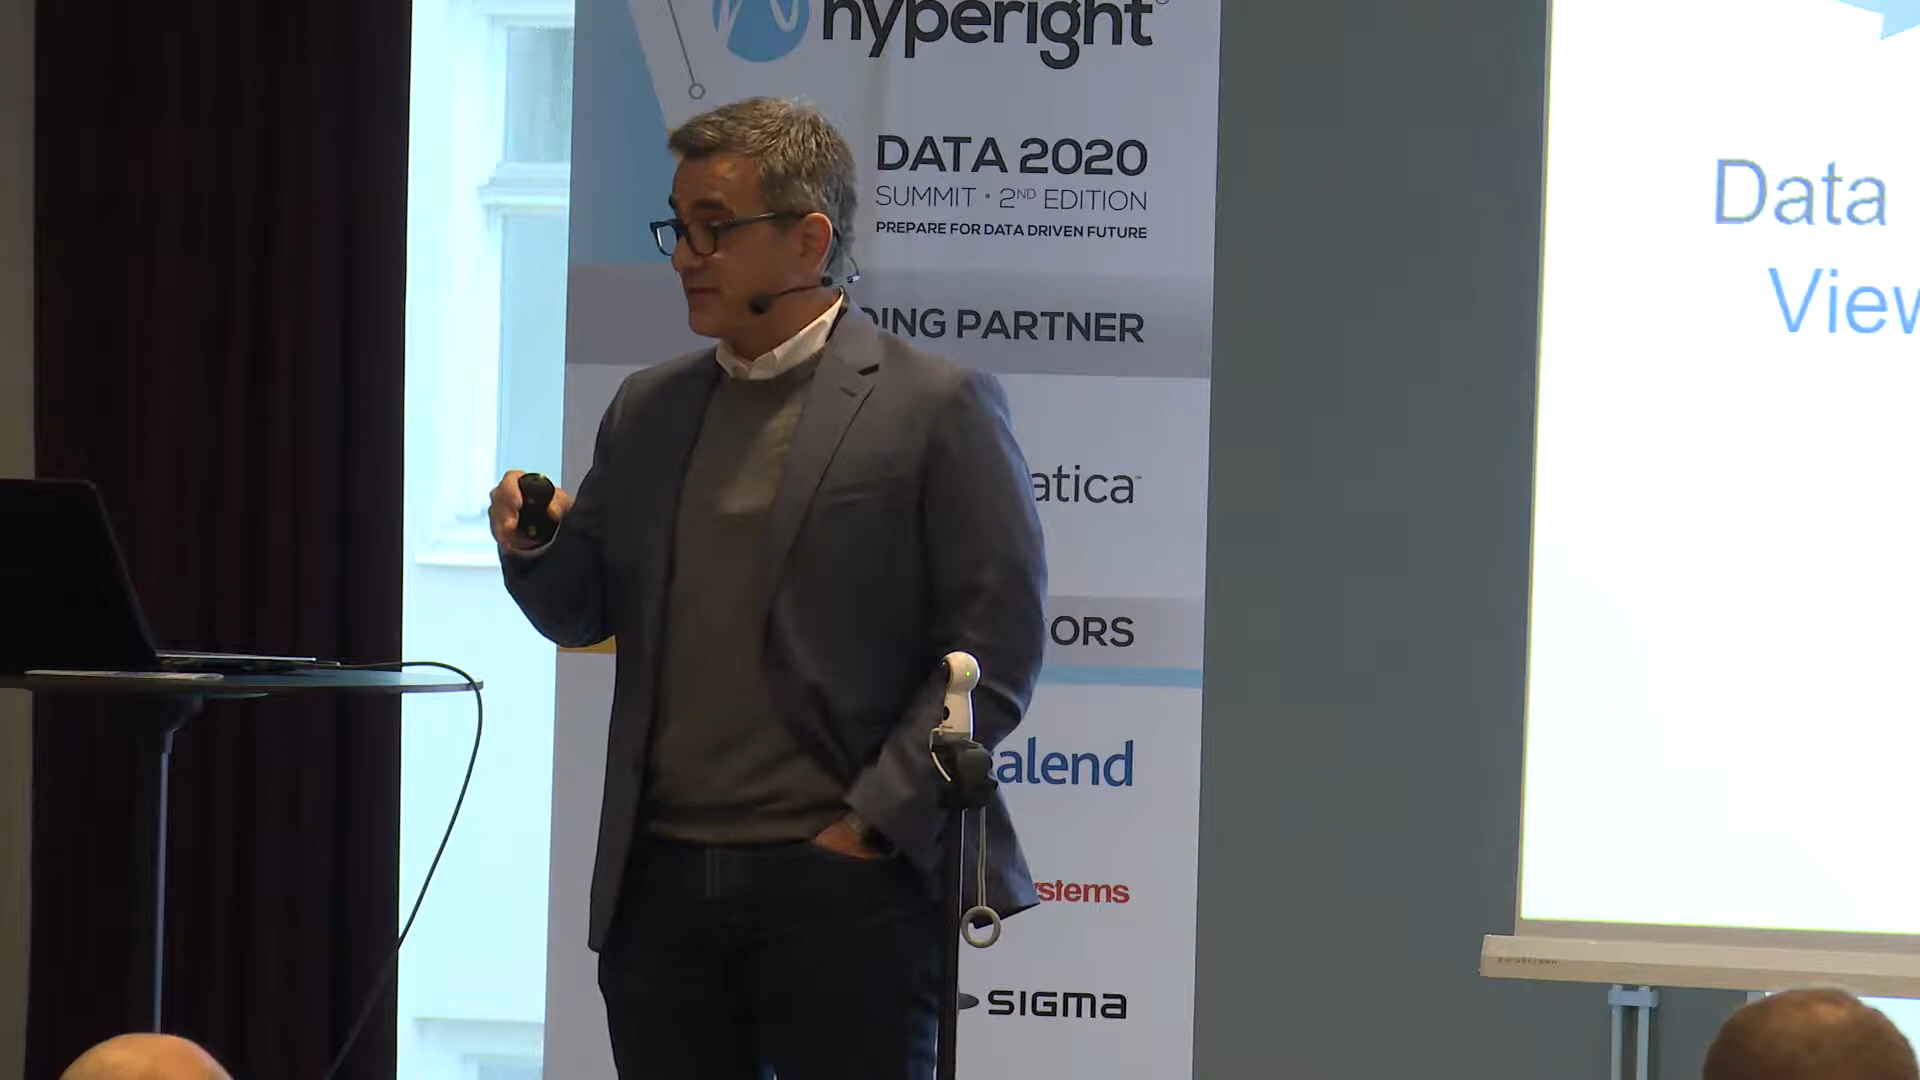 hyperight
DATA 2020
SUMMIT • 2ND EDITION
PREPARE FOR DATA DRIVEN FUTURE
ING PARTNER
atica
ORS
alend
ystems
SIGMA
Data
View